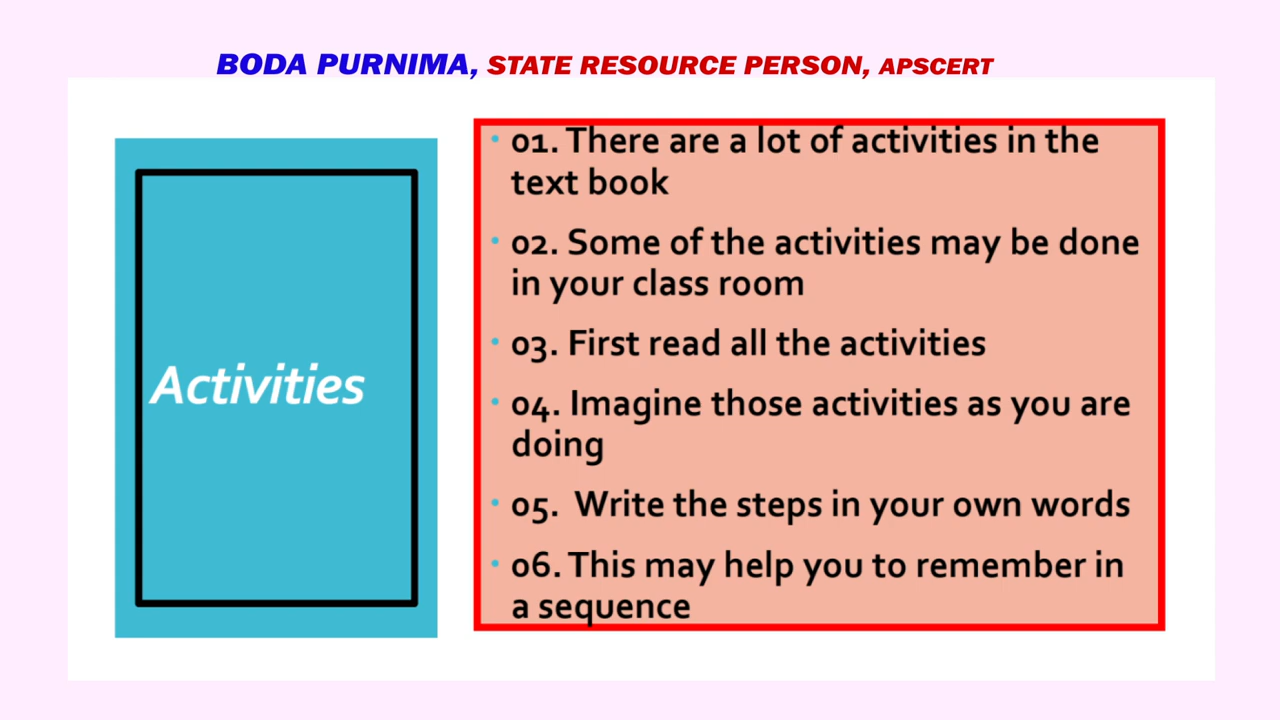 BODA PURNIMA, STATE RESOURCE PERSON, APSCERT
Activities
• 01. There are a lot of activities in the
text book
• 02. Some of the activities may be done
in your class room
• 03. First read all the activities
• 04. Imagine those activities as you are
doing
• 05. Write the steps in your own words
• 06. This may help you to remember in
a sequence